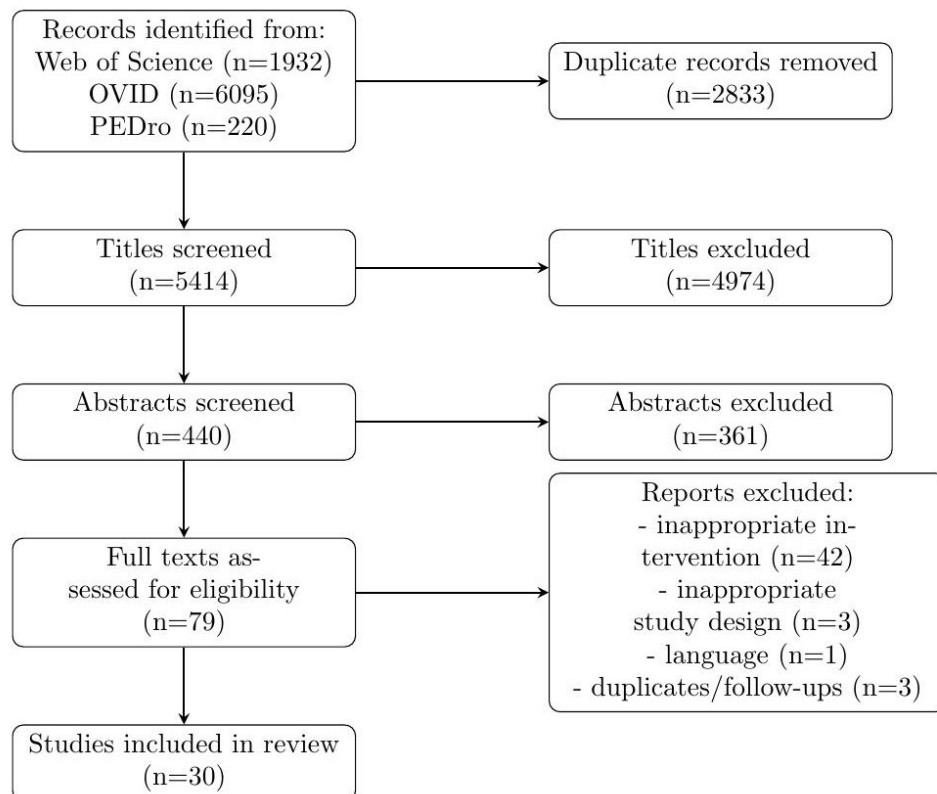 Records identified from:
Web of Science (n=1932)
OVID (n=6095)
PEDro (n=220)
Duplicate records removed
(n=2833)
Titles screened
(n=5414)
Titles excluded
(n=4974)
Abstracts screened
(n=440)
Abstracts excluded
(n=361)
Full texts as-
sessed for eligibility
(n=79)
Reports excluded:
- inappropriate in-
tervention (n=42)
- inappropriate
study design (n=3)
- language (n=1)
- duplicates/follow-ups (n=3)
Studies included in review
(n=30)